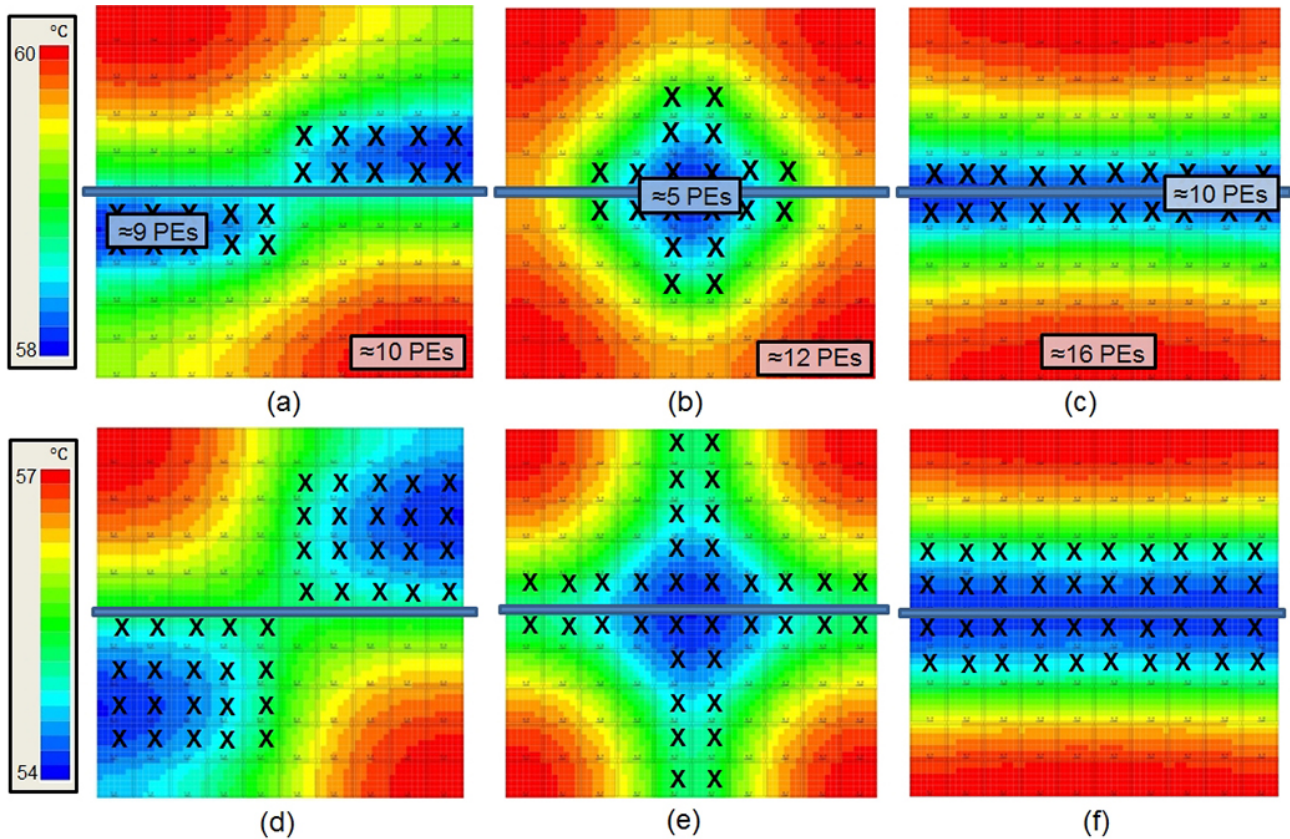 °C
60
58
X X X X X
X X X X X
X X X X X
≈9 PEs
X X X X X
≈10 PEs
(a)
X X
X X
X X X X X X
≈5 PEs
X X X X X X
X X
X X
≈12 PEs
(b)
X X X X X X X X X X
≈10 PEs
X X X X X X X X X X
≈16 PEs
(c)
°C
57
54
X X X X X
X X X X X
X X X X X
X X X X X
X X X X X
X X X X X
X X X X X
X X X X X
(d)
X X
X X
X X
X X
X X X X X X X X X X
X X X X X X X X X X
X X
X X
X X
X X
(e)
X X X X X X X X X
X X X X X X X X X
X X X X X X X X X
X X X X X X X X X
(f)